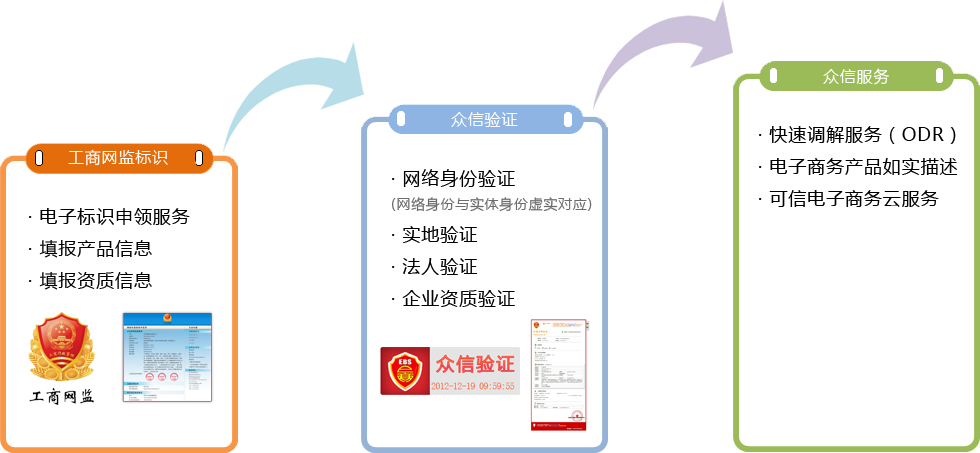 工商网监标识
· 电子标识申领服务
· 填报产品信息
· 填报资质信息
工商网监
众信验证
· 网络身份验证
(网络身份与实体身份虚实对应)
· 实地验证
· 法人验证
· 企业资质验证
EBS
众信验证
2012-12-19 09:59:55
众信服务
· 快速调解服务（ODR）
· 电子商务产品如实描述
· 可信电子商务云服务